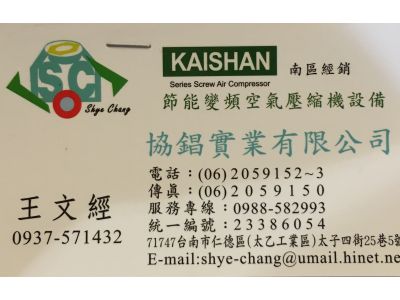 SC
Shye Chang
KAISHAN 南區經銷
Series Screw Air Compressor
節能變頻空氣壓縮機設備
協錩實業有限公司
電話：(06)2059152~3
傳真：(06)2059150
服務專線：0988-582993
統一編號：23386054
王文經
0937-571432
71747台南市仁德區(太乙工業區)太子四街25巷5號
E-mail:shye-chang@umail.hinet.ne